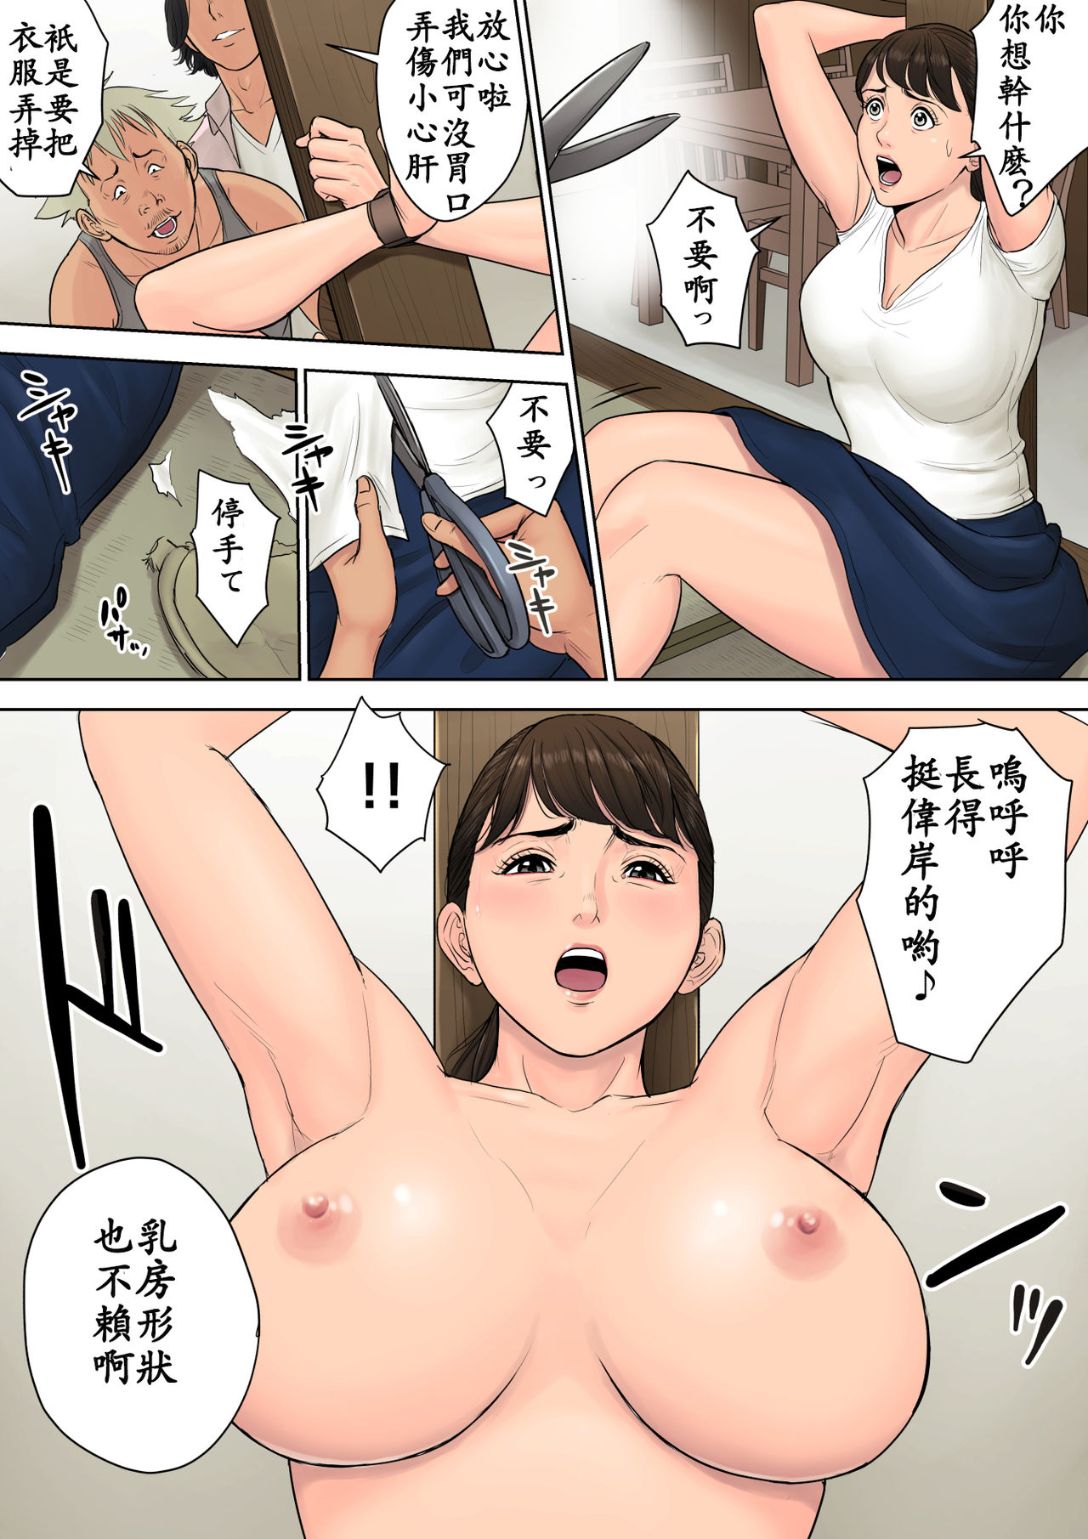 你
你想幹什麼？
不要啊っ
放心啦
我們可沒胃口
弄傷小心肝
衹是要把
衣服弄掉
不要っ
シャキ
シャキ
シャキ
停手て
パサッ
嗚呼呼
長得
挺偉岸的喲♪
!!
ドーンッ
乳房形狀
也不賴啊